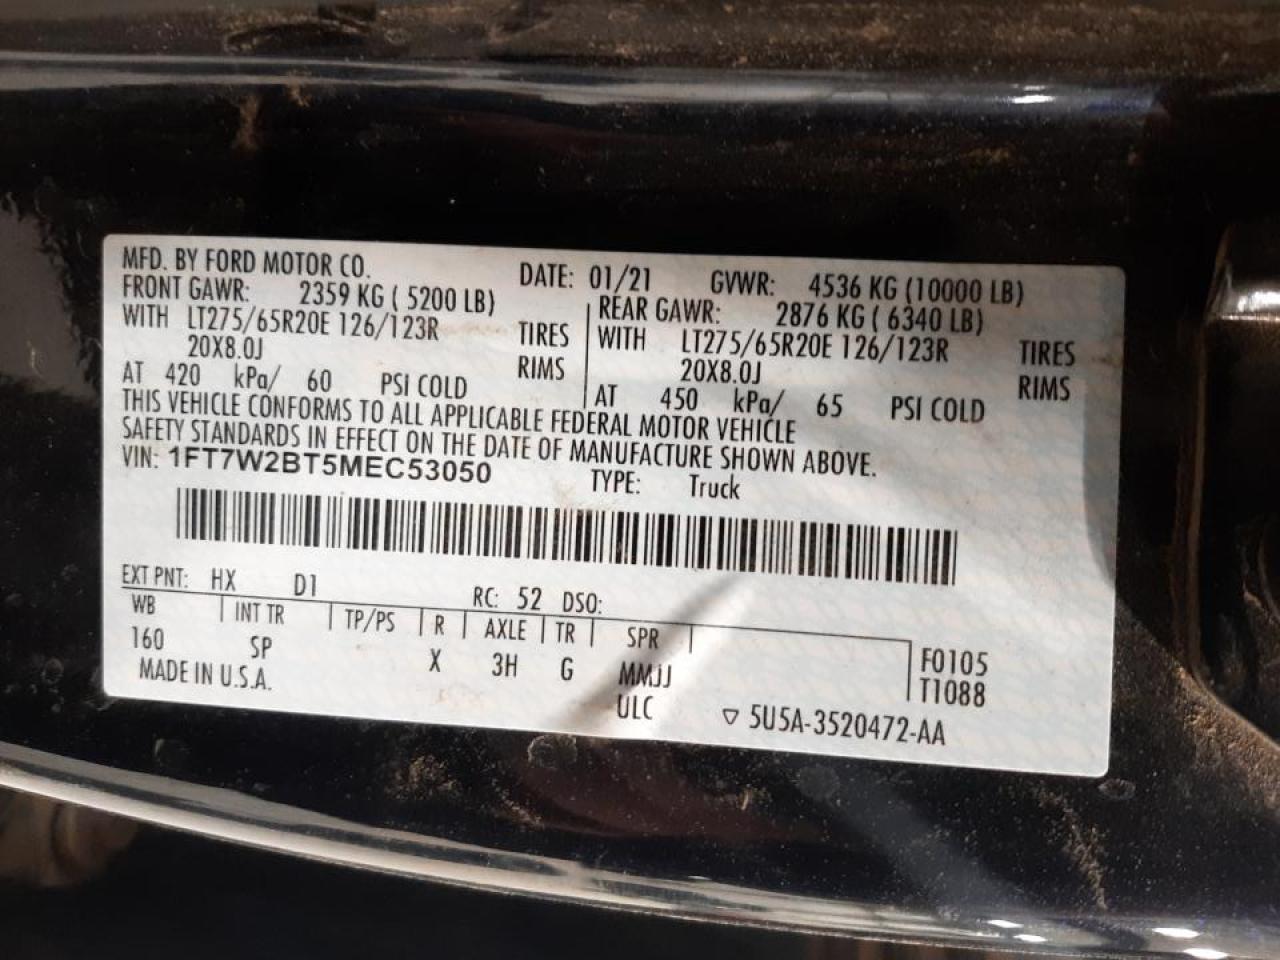 MFD. BY FORD MOTOR CO. DATE: 01/21 GVWR: 4536 KG (10000 LB)
FRONT GAWR: 2359 KG ( 5200 LB) REAR GAWR: 2876 KG ( 6340 LB)
WITH LT275/65R20E 126/123R TIRES WITH LT275/65R20E 126/123R TIRES
20X8.0J RIMS 20X8.0J RIMS
AT 420 kPa/ 60 PSI COLD AT 450 kPa/ 65 PSI COLD
THIS VEHICLE CONFORMS TO ALL APPLICABLE FEDERAL MOTOR VEHICLE
SAFETY STANDARDS IN EFFECT ON THE DATE OF MANUFACTURE SHOWN ABOVE.
VIN: 1FT7W2BT5MEC53050 TYPE: Truck
EXT PNT: HX D1 RC: 52 DSO:
WB INT TR TP/PS R AXLE TR SPR
160 SP X 3H G MMJJ F0105
MADE IN U.S.A. ULC T1088
▽ 5U5A-3520472-AA